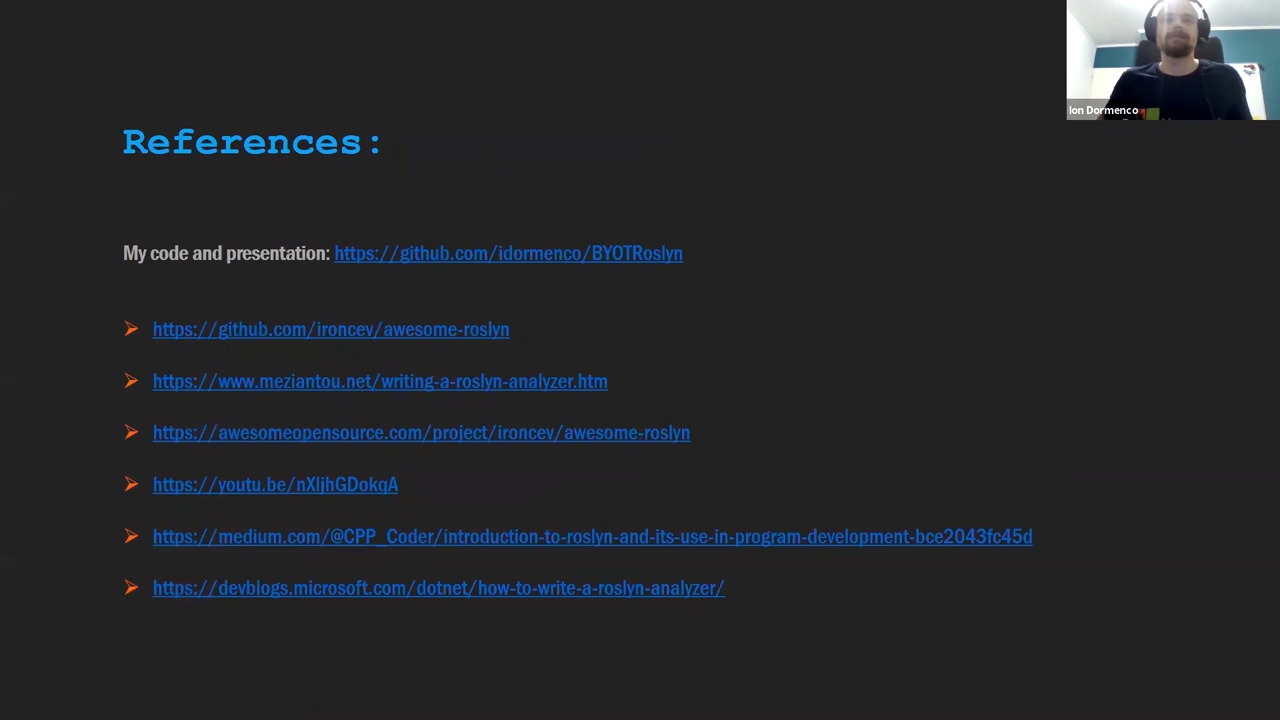 Ion Dormenco
References:
My code and presentation: https://github.com/idormenco/BYOTRoslyn
https://github.com/ironcev/awesome-roslyn
https://www.meziantou.net/writing-a-roslyn-analyzer.htm
https://awesomeopensource.com/project/ironcev/awesome-roslyn
https://youtu.be/nXljhGDokqA
https://medium.com/@CPP_Coder/introduction-to-roslyn-and-its-use-in-program-development-bce2043fc45d
https://devblogs.microsoft.com/dotnet/how-to-write-a-roslyn-analyzer/